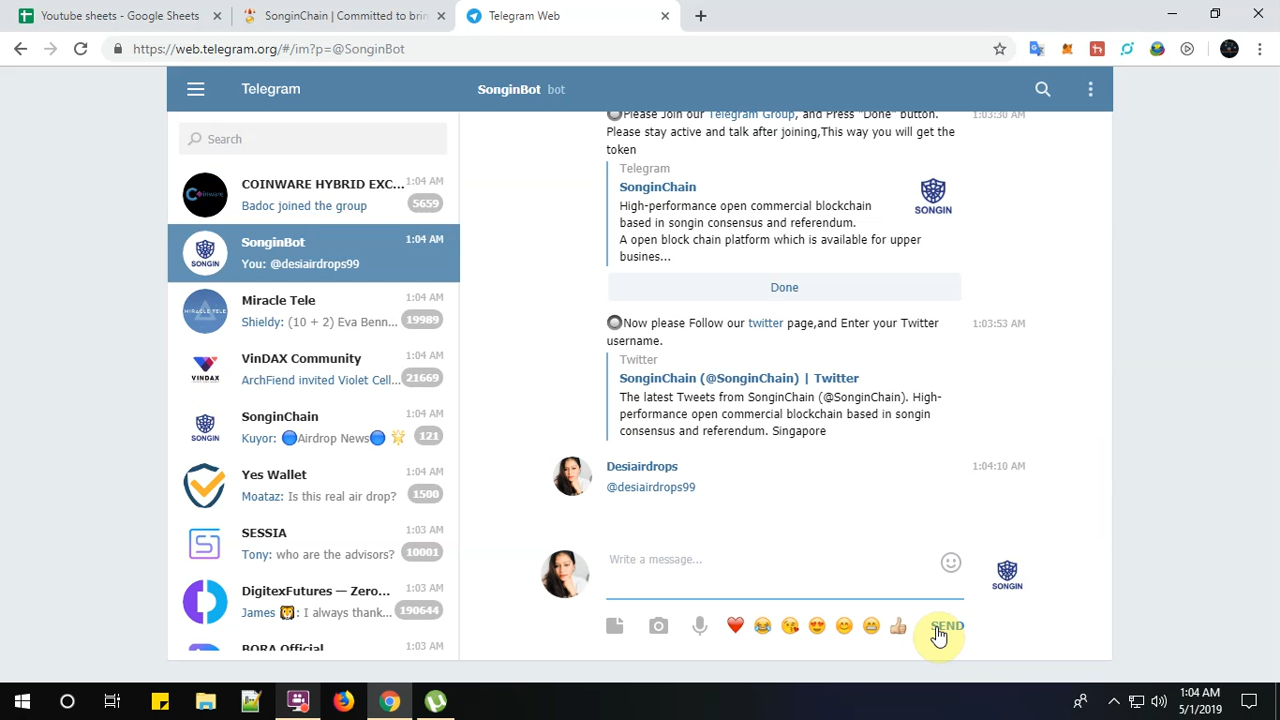 Youtube sheets - Google Sheets
SonginChain | Committed to brin
Telegram Web
https://web.telegram.org/#/im?p=@SonginBot
Telegram
SonginBot bot
Search
COINWARE HYBRID EXC... 1:04 AM
Badoc joined the group 5659
SonginBot 1:04 AM
You: @desiairdrops99
Miracle Tele 1:04 AM
Shieldy: (10 + 2) Eva Benn... 19989
VinDAX Community 1:04 AM
ArchFiend invited Violet Cell... 21669
SonginChain 1:04 AM
Kuyor: 🔵Airdrop News🔵 🌟 121
Yes Wallet 1:04 AM
Moataz: Is this real air drop? 1500
SESSIA 1:03 AM
Tony: who are the advisors? 10001
DigitexFutures — Zero... 1:03 AM
James 🦁: I always thank... 190644
BORA Official 1:03 AM
🔘Please Join our Telegram Group, and Press "Done" button. 1:03:30 AM
Please stay active and talk after joining,This way you will get the
token
Telegram
SonginChain
High-performance open commercial blockchain
based in songin consensus and referendum.
A open block chain platform which is available for upper
busines...
SONGIN
Done
🔘Now please Follow our twitter page,and Enter your Twitter 1:03:53 AM
username.
Twitter
SonginChain (@SonginChain) | Twitter
The latest Tweets from SonginChain (@SonginChain). High-
performance open commercial blockchain based in songin
consensus and referendum. Singapore
Desiairdrops 1:04:10 AM
@desiairdrops99
Write a message...
SONGIN
SEND
1:04 AM
5/1/2019